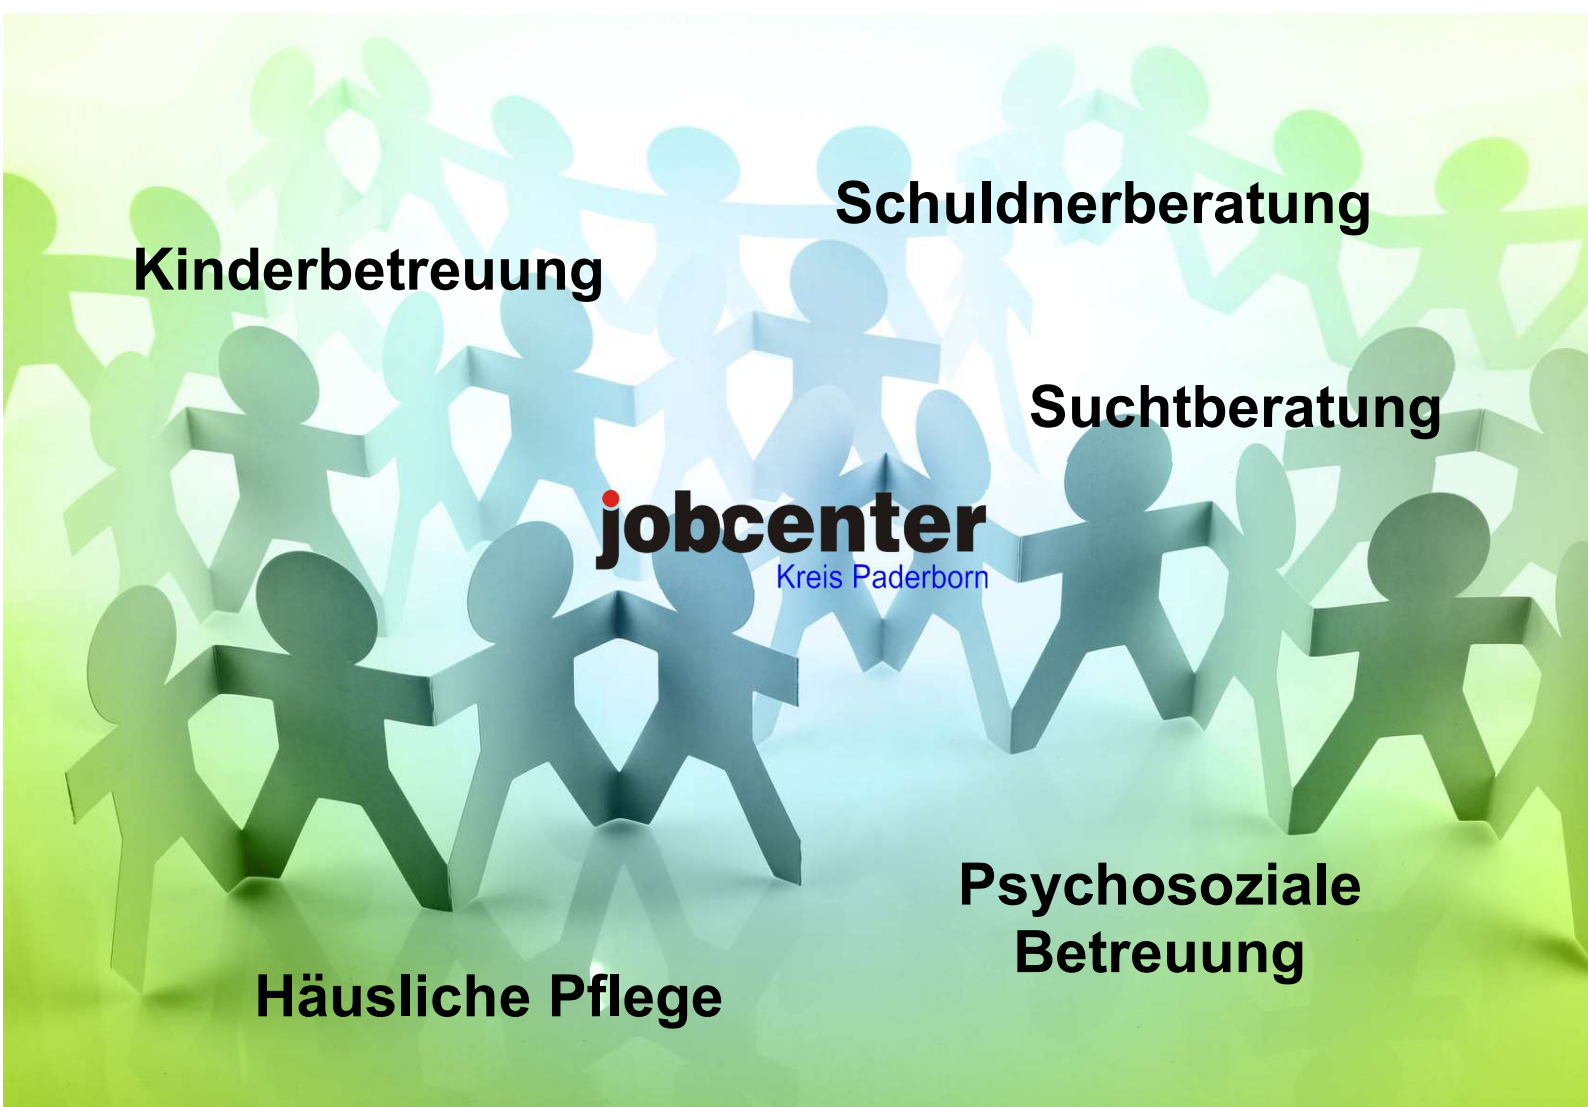 Schuldnerberatung
Kinderbetreuung
Suchtberatung
jobcenter
Kreis Paderborn
Psychosoziale
Betreuung
Häusliche Pflege